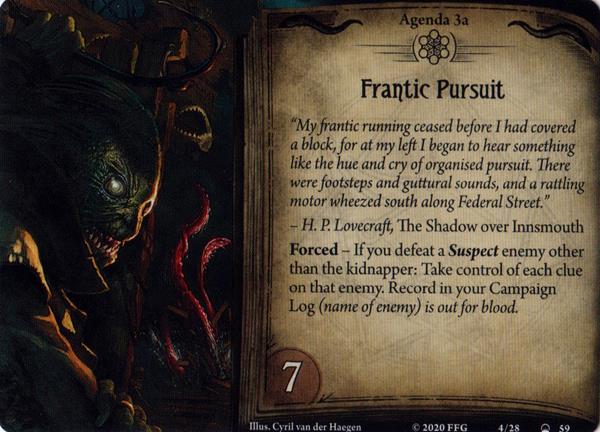 Agenda 3a
Frantic Pursuit
“My frantic running ceased before I had covered
a block, for at my left I began to hear something
like the hue and cry of organised pursuit. There
were footsteps and guttural sounds, and a rattling
motor wheezed south along Federal Street.”
– H. P. Lovecraft, The Shadow over Innsmouth
Forced – If you defeat a Suspect enemy other
than the kidnapper: Take control of each clue
on that enemy. Record in your Campaign
Log (name of enemy) is out for blood.
7
Illus. Cyril van der Haegen © 2020 FFG 4/28 59